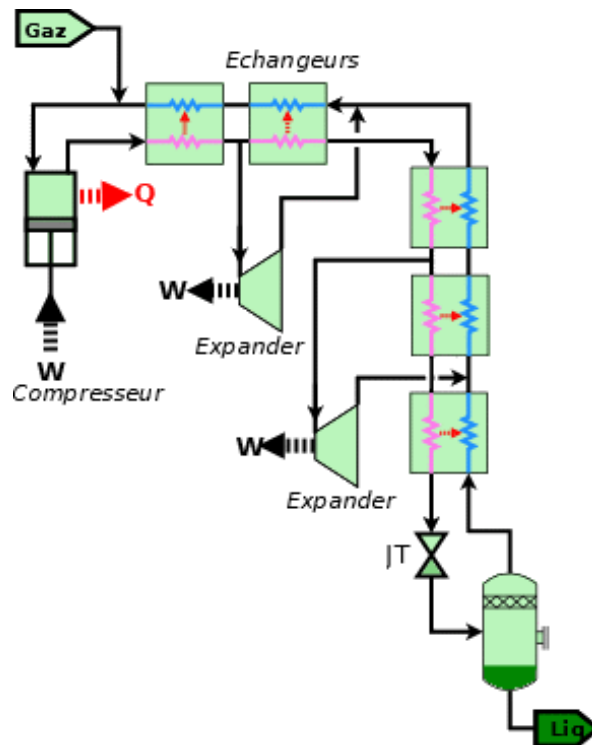 Gaz
Echangeurs
Q
W
Expander
W
Compresseur
W
Expander
JT
Liq